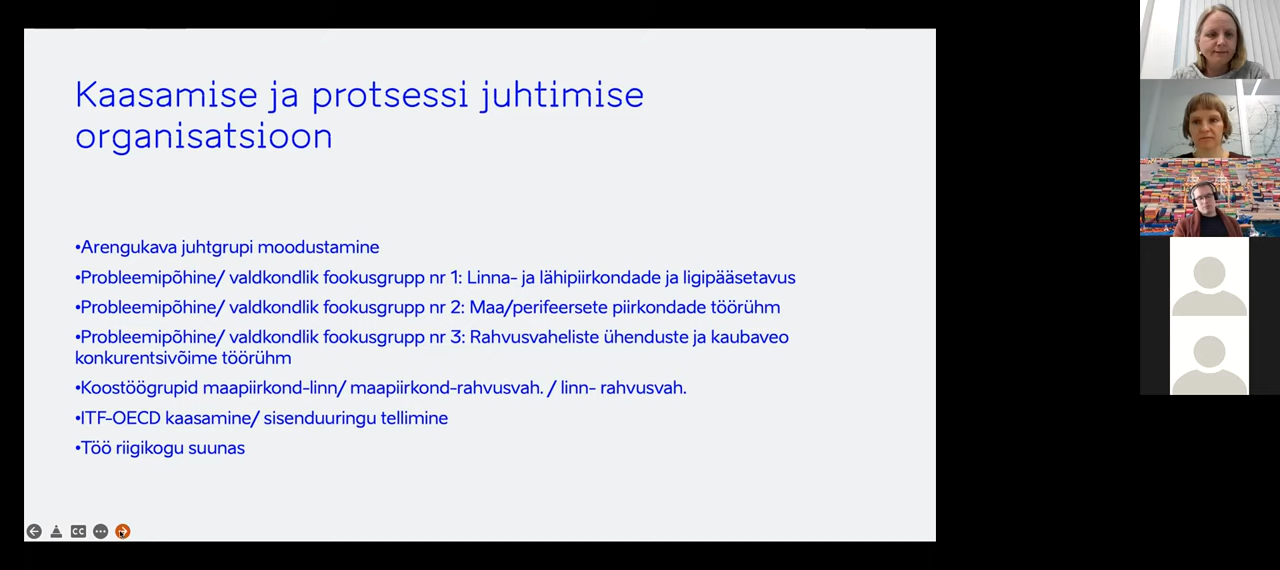 Kaasamise ja protsessi juhtimise
organisatsioon
•Arengukava juhtgrupi moodustamine
•Probleemipõhine/ valdkondlik fookusgrupp nr 1: Linna- ja lähipiirkondade ja ligipääsetavus
•Probleemipõhine/ valdkondlik fookusgrupp nr 2: Maa/perifeersete piirkondade töörühm
•Probleemipõhine/ valdkondlik fookusgrupp nr 3: Rahvusvaheliste ühenduste ja kaubaveo
konkurentsivõime töörühm
•Koostöögrupid maapiirkond-linn/ maapiirkond-rahvusvah. / linn- rahvusvah.
•ITF-OECD kaasamine/ sisenduuringu tellimine
•Töö riigikogu suunas
CC